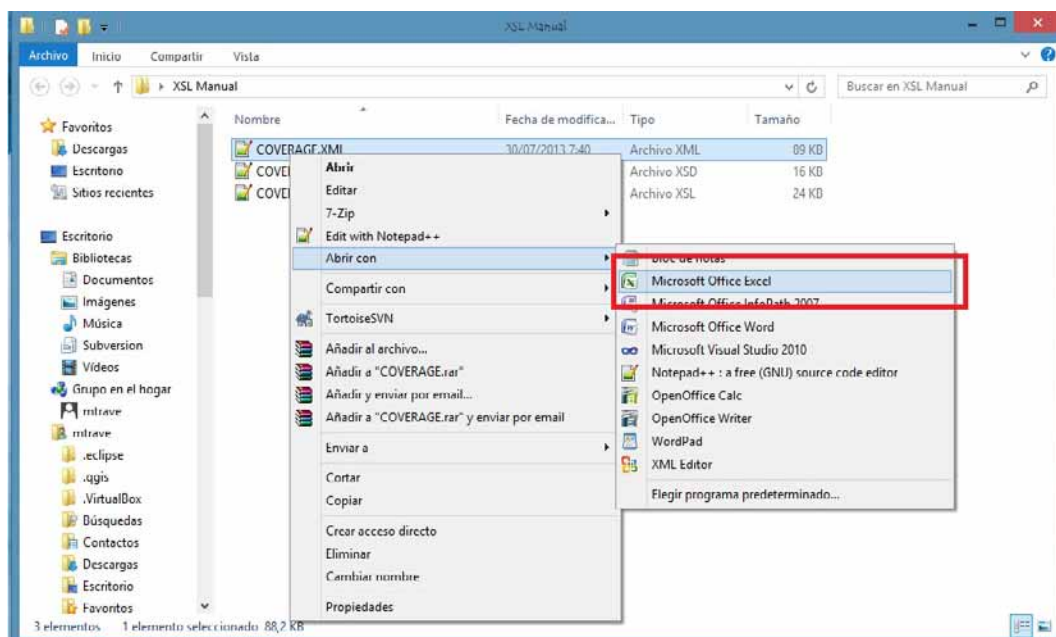 XSL Manual
Archivo Inicio Compartir Vista
XSL Manual
Buscar en XSL Manual
Nombre Fecha de modifica... Tipo Tamaño
COVERAGE.XML 30/07/2013 7:40 Archivo XML 89 KB
Archivo XSD 16 KB
Archivo XSL 24 KB
Favoritos
Descargas
Escritorio
Sitios recientes
Escritorio
Bibliotecas
Documentos
Imágenes
Música
Subversion
Vídeos
Grupo en el hogar
mtrave
mtrave
.eclipse
.qgis
.VirtualBox
Búsquedas
Contactos
Descargas
Escritorio
Favoritos
Abrir
Editar
7-Zip
Edit with Notepad++
Abrir con
Compartir con
TortoiseSVN
Añadir al archivo...
Añadir a "COVERAGE.rar"
Añadir y enviar por email...
Añadir a "COVERAGE.rar" y enviar por email
Enviar a
Cortar
Copiar
Crear acceso directo
Eliminar
Cambiar nombre
Propiedades
Bloc de notas
Microsoft Office Excel
Microsoft Office InfoPath 2007
Microsoft Office Word
Microsoft Visual Studio 2010
Notepad++ : a free (GNU) source code editor
OpenOffice Calc
OpenOffice Writer
WordPad
XML Editor
Elegir programa predeterminado...
3 elementos 1 elemento seleccionado 88,2 KB